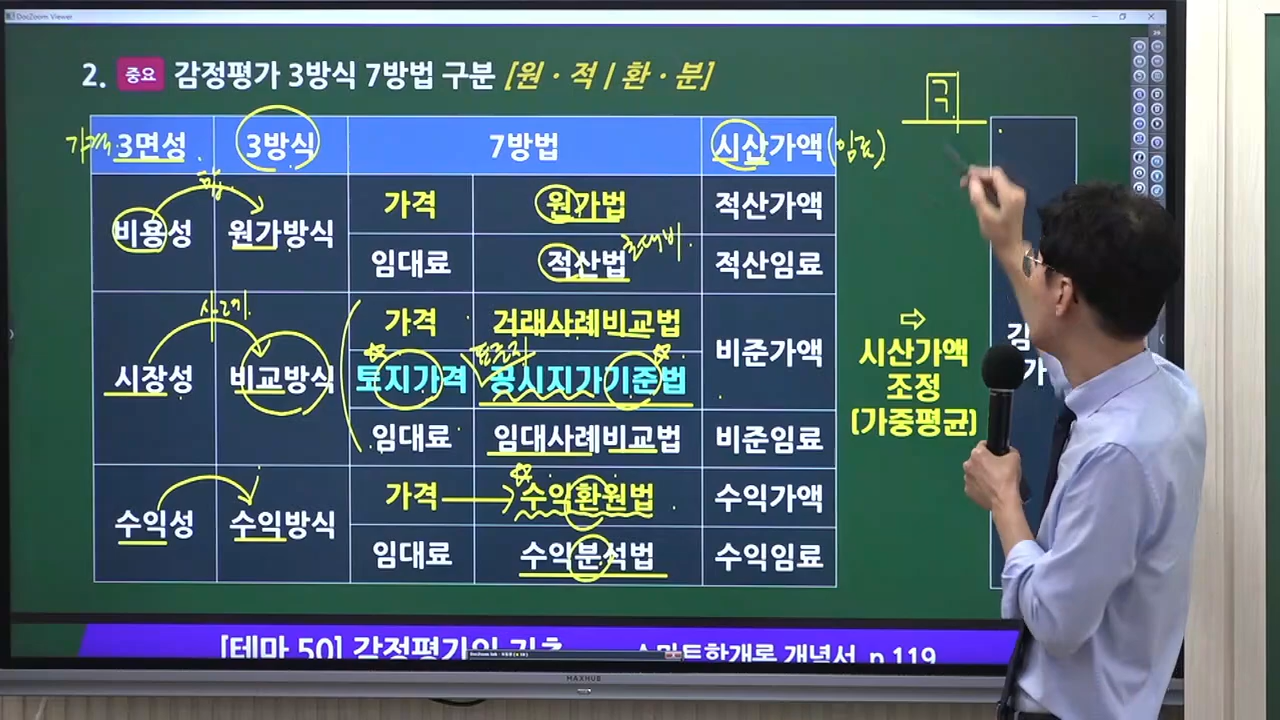 DocZoom Viewer
2. 중요 감정평가 3방식 7방법 구분 [원·적 | 환·분]
가격 3면성 3방식 7방법 시산가액 (임료)
비용성 원가방식 가격 원가법 적산가액
임대료 적산법 적산임료
시장성 비교방식 가격 거래사례비교법 비준가액
토지가격 공시지가기준법
임대료 임대사례비교법 비준임료
수익성 수익방식 가격 수익환원법 수익가액
임대료 수익분석법 수익임료
⇨
시산가액
조정
(가중평균)
감
가
[테마 50] 감정평가의 기초
p.119
MAXHUB